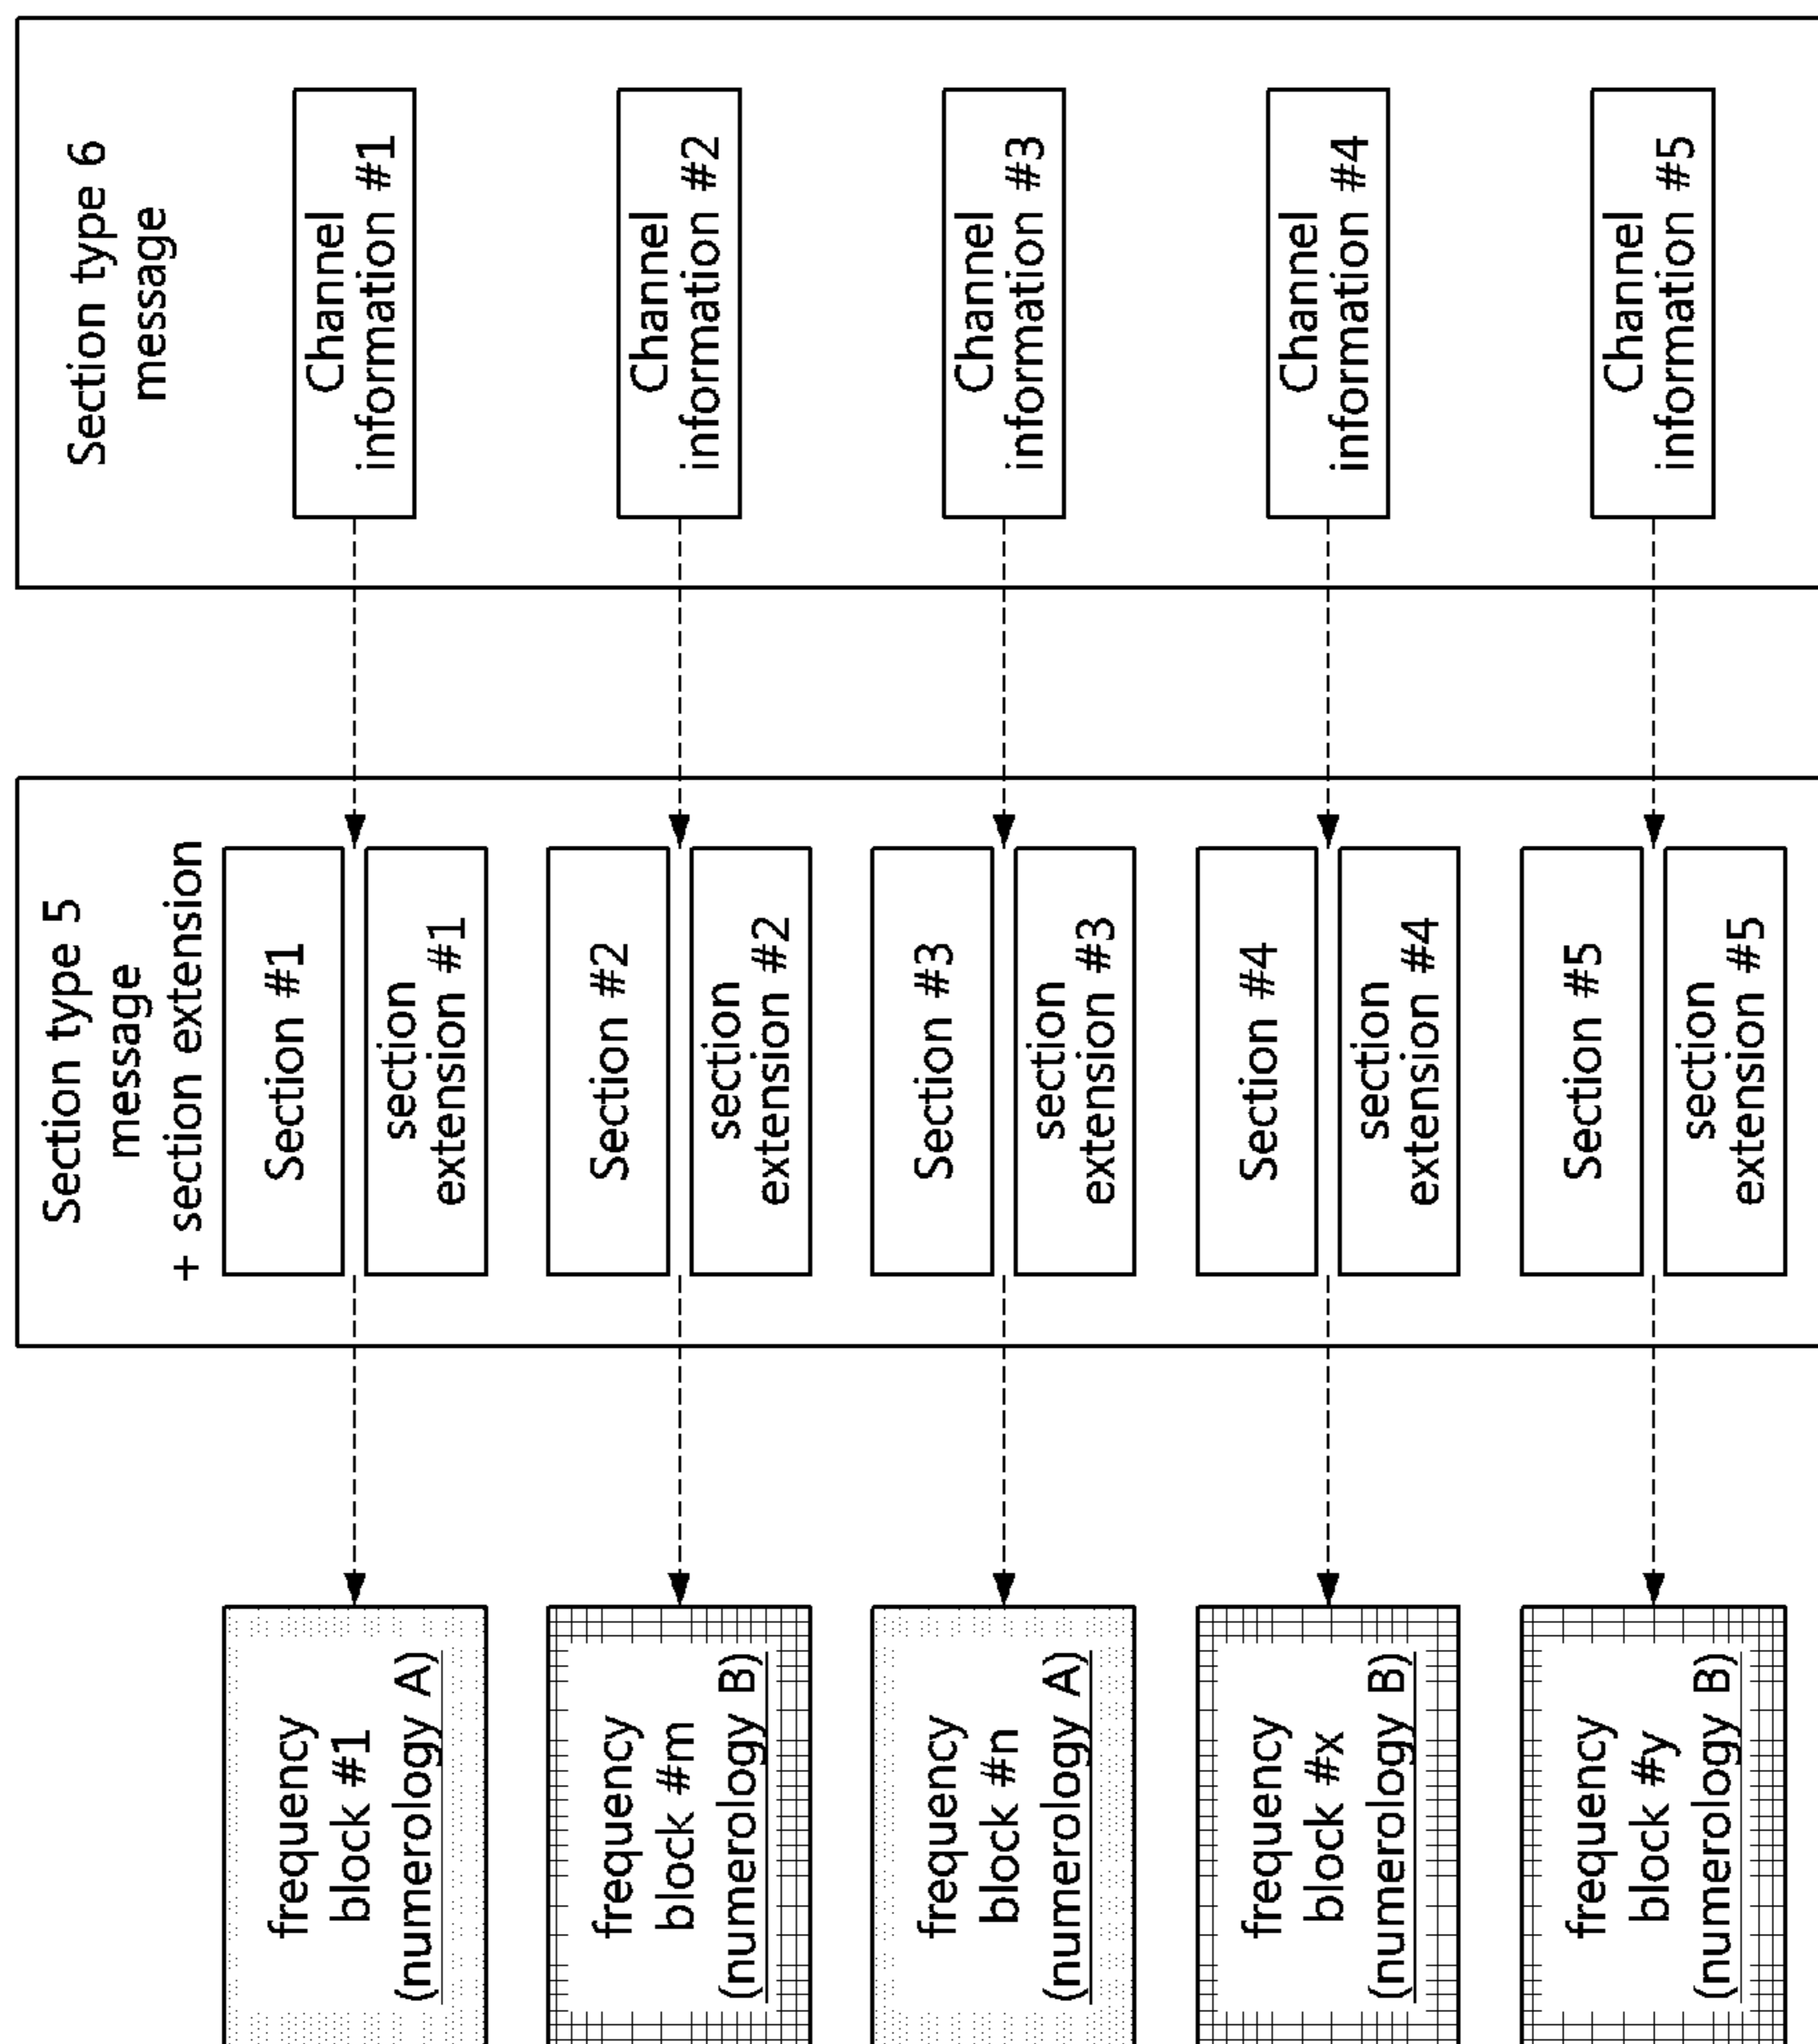 Section type 6
message
Channel
information #1
Channel
information #2
Channel
information #3
Channel
information #4
Channel
information #5
Section type 5
message
+ section extension
Section #1
section
extension #1
Section #2
section
extension #2
Section #3
section
extension #3
Section #4
section
extension #4
Section #5
section
extension #5
frequency
block #1
(numerology A)
frequency
block #m
(numerology B)
frequency
block #n
(numerology A)
frequency
block #x
(numerology B)
frequency
block #y
(numerology B)